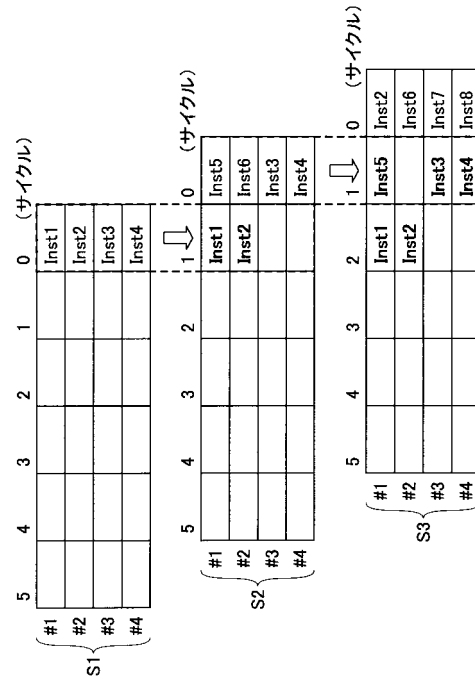 5 4 3 2 1 0 (サイクル)
#1 Inst1
#2 Inst2
#3 Inst3
#4 Inst4
S1
5 4 3 2 1 0 (サイクル)
#1 Inst1 Inst5
#2 Inst2 Inst6
#3 Inst3
#4 Inst4
S2
5 4 3 2 1 0 (サイクル)
#1 Inst1 Inst5 Inst2
#2 Inst2 Inst6
#3 Inst3 Inst7
#4 Inst4 Inst8
S3